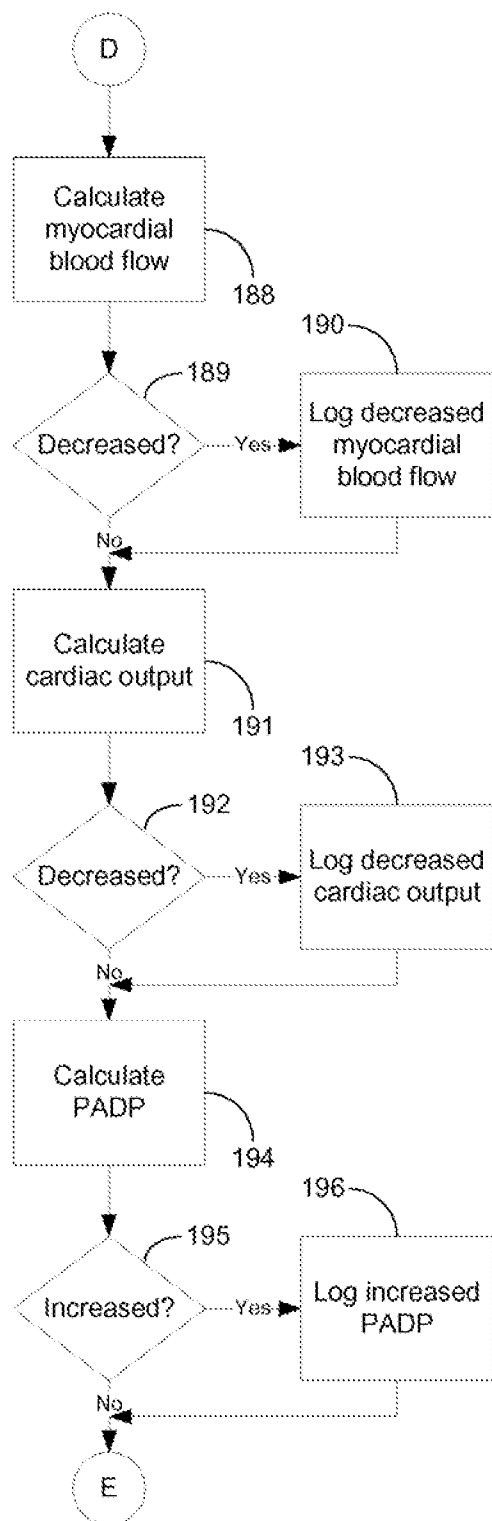 D
Calculate
myocardial
blood flow
188
189
190
Decreased?
Yes
Log decreased
myocardial
blood flow
No
Calculate
cardiac output
191
192
193
Decreased?
Yes
Log decreased
cardiac output
No
Calculate
PADP
194
195
196
Increased?
Yes
Log increased
PADP
No
E